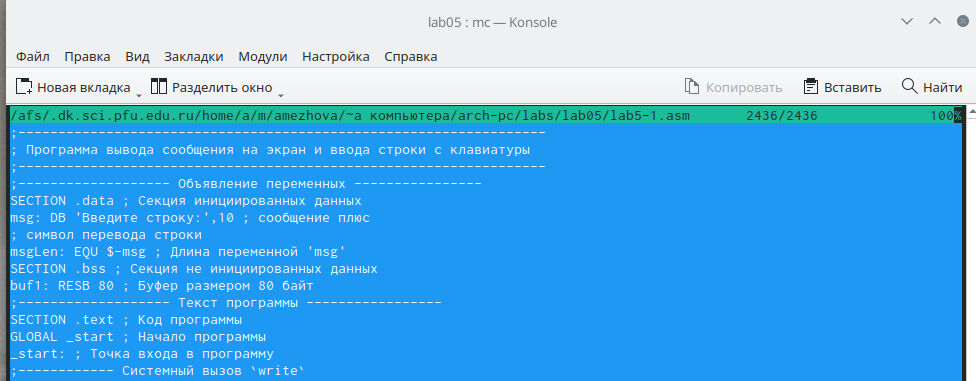 lab05 : mc — Konsole
Файл Правка Вид Закладки Модули Настройка Справка
Новая вкладка Разделить окно Копировать Вставить Найти
/afs/.dk.sci.pfu.edu.ru/home/a/m/amezhova/~а компьютера/arch-pc/labs/lab05/lab5-1.asm 2436/2436 100%
;--------------------------------------------------------------
; Программа вывода сообщения на экран и ввода строки с клавиатуры
;--------------------------------------------------------------
;------------------ Объявление переменных ---------------
SECTION .data ; Секция инициированных данных
msg: DB 'Введите строку:',10 ; сообщение плюс
; символ перевода строки
msgLen: EQU $-msg ; Длина переменной 'msg'
SECTION .bss ; Секция не инициированных данных
buf1: RESB 80 ; Буфер размером 80 байт
;------------------ Текст программы ----------------
SECTION .text ; Код программы
GLOBAL _start ; Начало программы
_start: ; Точка входа в программу
;------------ Системный вызов `write`